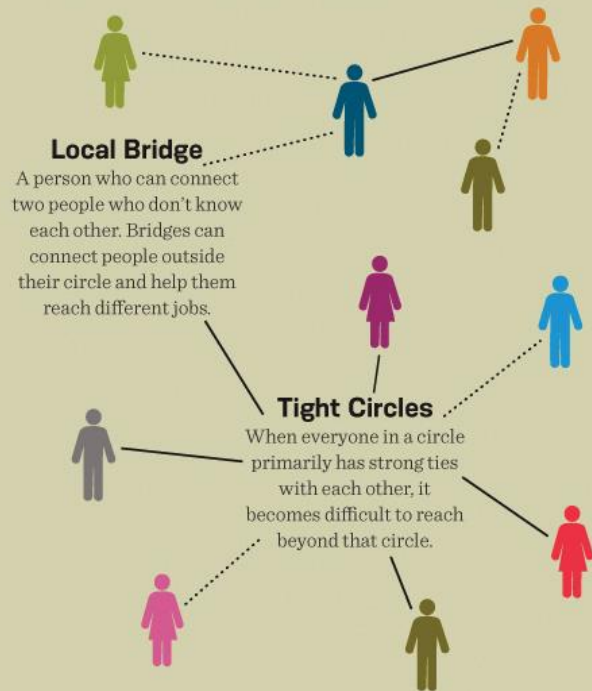 Local Bridge
A person who can connect
two people who don’t know
each other. Bridges can
connect people outside
their circle and help them
reach different jobs.
Tight Circles
When everyone in a circle
primarily has strong ties
with each other, it
becomes difficult to reach
beyond that circle.